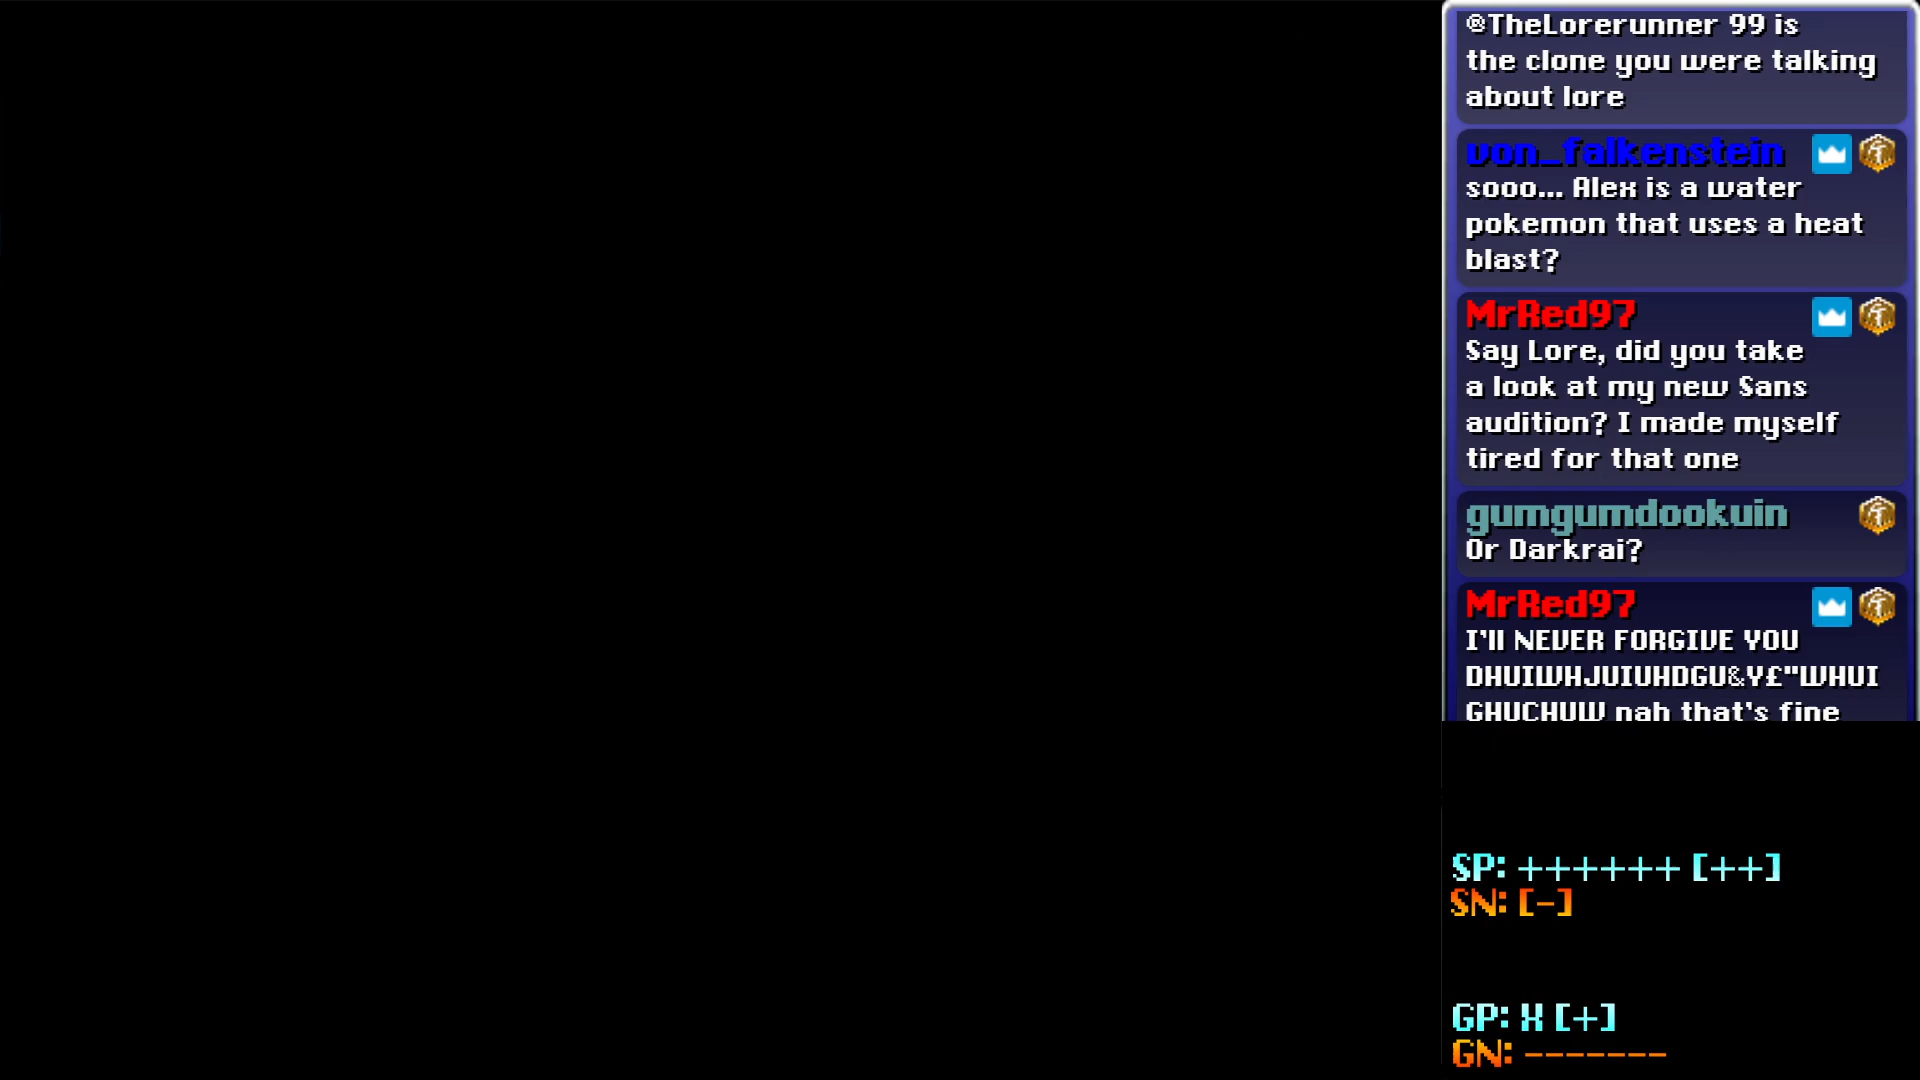 @TheLorerunner 99 is
the clone you were talking
about lore
von_falkenstein
sooo... Alex is a water
pokemon that uses a heat
blast?
MrRed97
Say Lore, did you take
a look at my new Sans
audition? I made myself
tired for that one
gumgumdookuin
Or Darkrai?
MrRed97
I'll NEVER FORGIVE YOU
DHUIWHJUIUHDGU&Y£"WHUI
GHUCHUW nah that's fine
SP: ++++++ [++]
SN: [-]
GP: X [+]
GN: -------